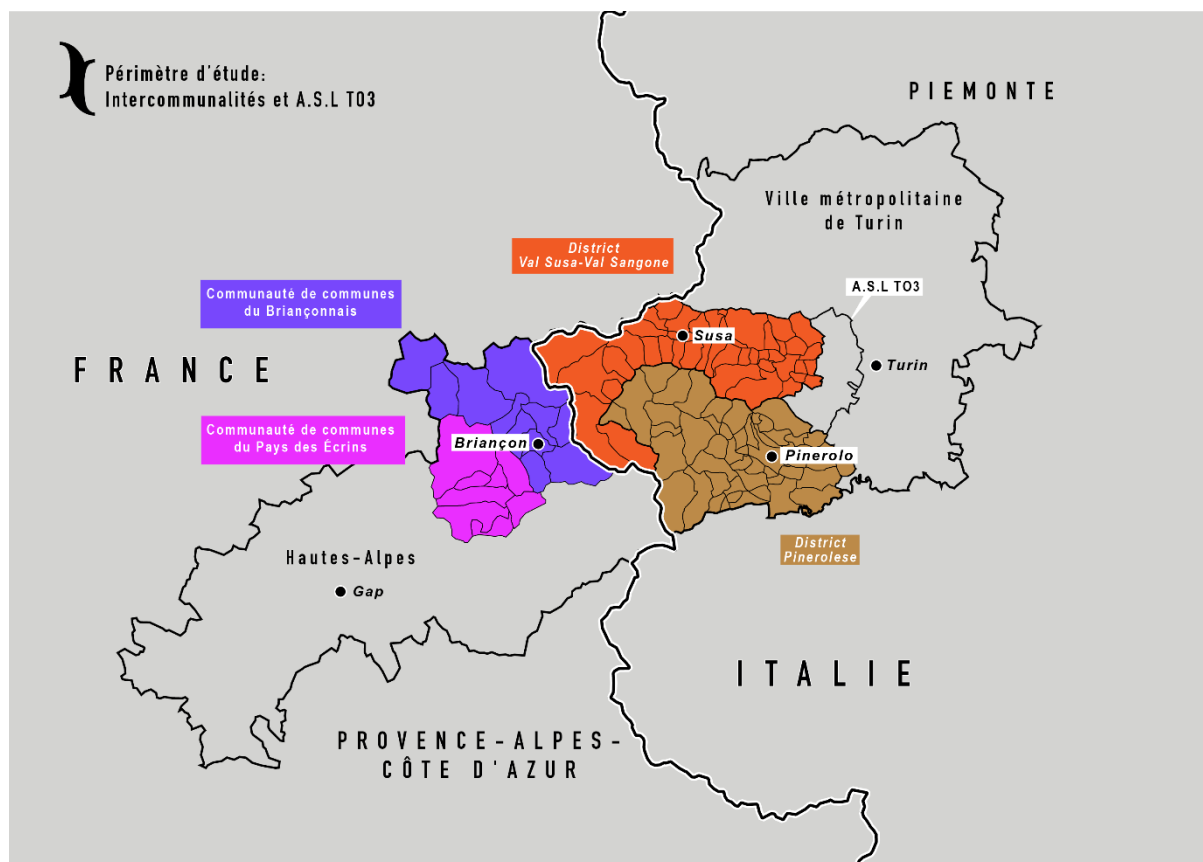 Périmètre d'étude:
Intercommunalités et A.S.L TO3
PIEMONTE
Ville métropolitaine
de Turin
District
Val Susa-Val Sangone
A.S.L TO3
Communauté de communes
du Briançonnais
Susa
FRANCE
Turin
Communauté de communes
du Pays des Écrins
Briançon
Pinerolo
District
Pinerolese
Hautes-Alpes
Gap
ITALIE
PROVENCE-ALPES-
CÔTE D'AZUR